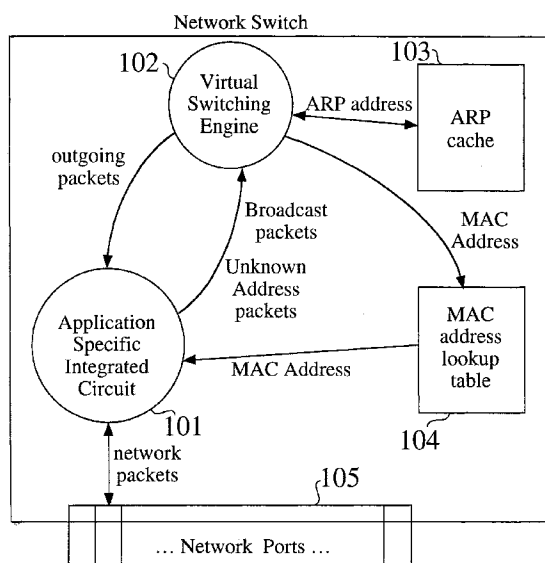 Network Switch
102
103
Virtual
Switching
Engine
ARP address
ARP
cache
outgoing
packets
Broadcast
packets
MAC
Address
Unknown
Address
packets
Application
Specific
Integrated
Circuit
MAC Address
MAC
address
lookup
table
101
104
network
packets
105
... Network Ports ...